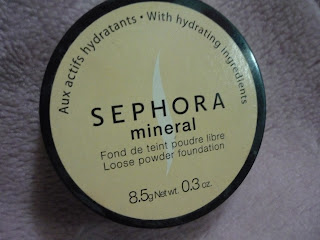 Aux actifs hydratants • With hydrating ingredients
SEPHORA
mineral
Fond de teint poudre libre
Loose powder foundation
8.5g Net wt. 0.3 oz.